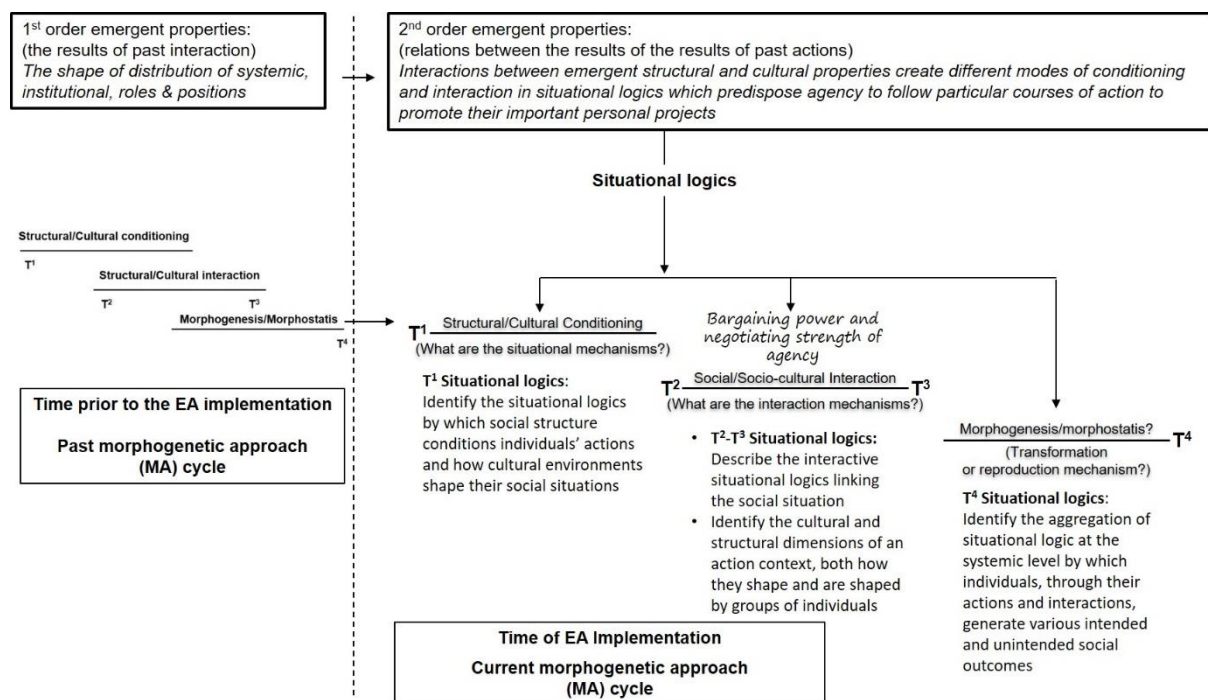 1st order emergent properties:
(the results of past interaction)
The shape of distribution of systemic,
institutional, roles & positions
2nd order emergent properties:
(relations between the results of the results of past actions)
Interactions between emergent structural and cultural properties create different modes of conditioning
and interaction in situational logics which predispose agency to follow particular courses of action to
promote their important personal projects
Situational logics
Structural/Cultural conditioning
T1
Structural/Cultural interaction
T2 T3
Morphogenesis/Morphostatis
T4
Time prior to the EA implementation
Past morphogenetic approach
(MA) cycle
T1 Structural/Cultural Conditioning
(What are the situational mechanisms?)
T1 Situational logics:
Identify the situational logics
by which social structure
conditions individuals' actions
and how cultural environments
shape their social situations
Bargaining power and
negotiating strength of
agency
T2 Social/Socio-cultural Interaction T3
(What are the interaction mechanisms?)
• T2-T3 Situational logics:
Describe the interactive
situational logics linking
the social situation
• Identify the cultural and
structural dimensions of an
action context, both how
they shape and are shaped
by groups of individuals
Morphogenesis/morphostatis? T4
(Transformation
or reproduction mechanism?)
T4 Situational logics:
Identify the aggregation of
situational logic at the
systemic level by which
individuals, through their
actions and interactions,
generate various intended
and unintended social
outcomes
Time of EA Implementation
Current morphogenetic approach
(MA) cycle